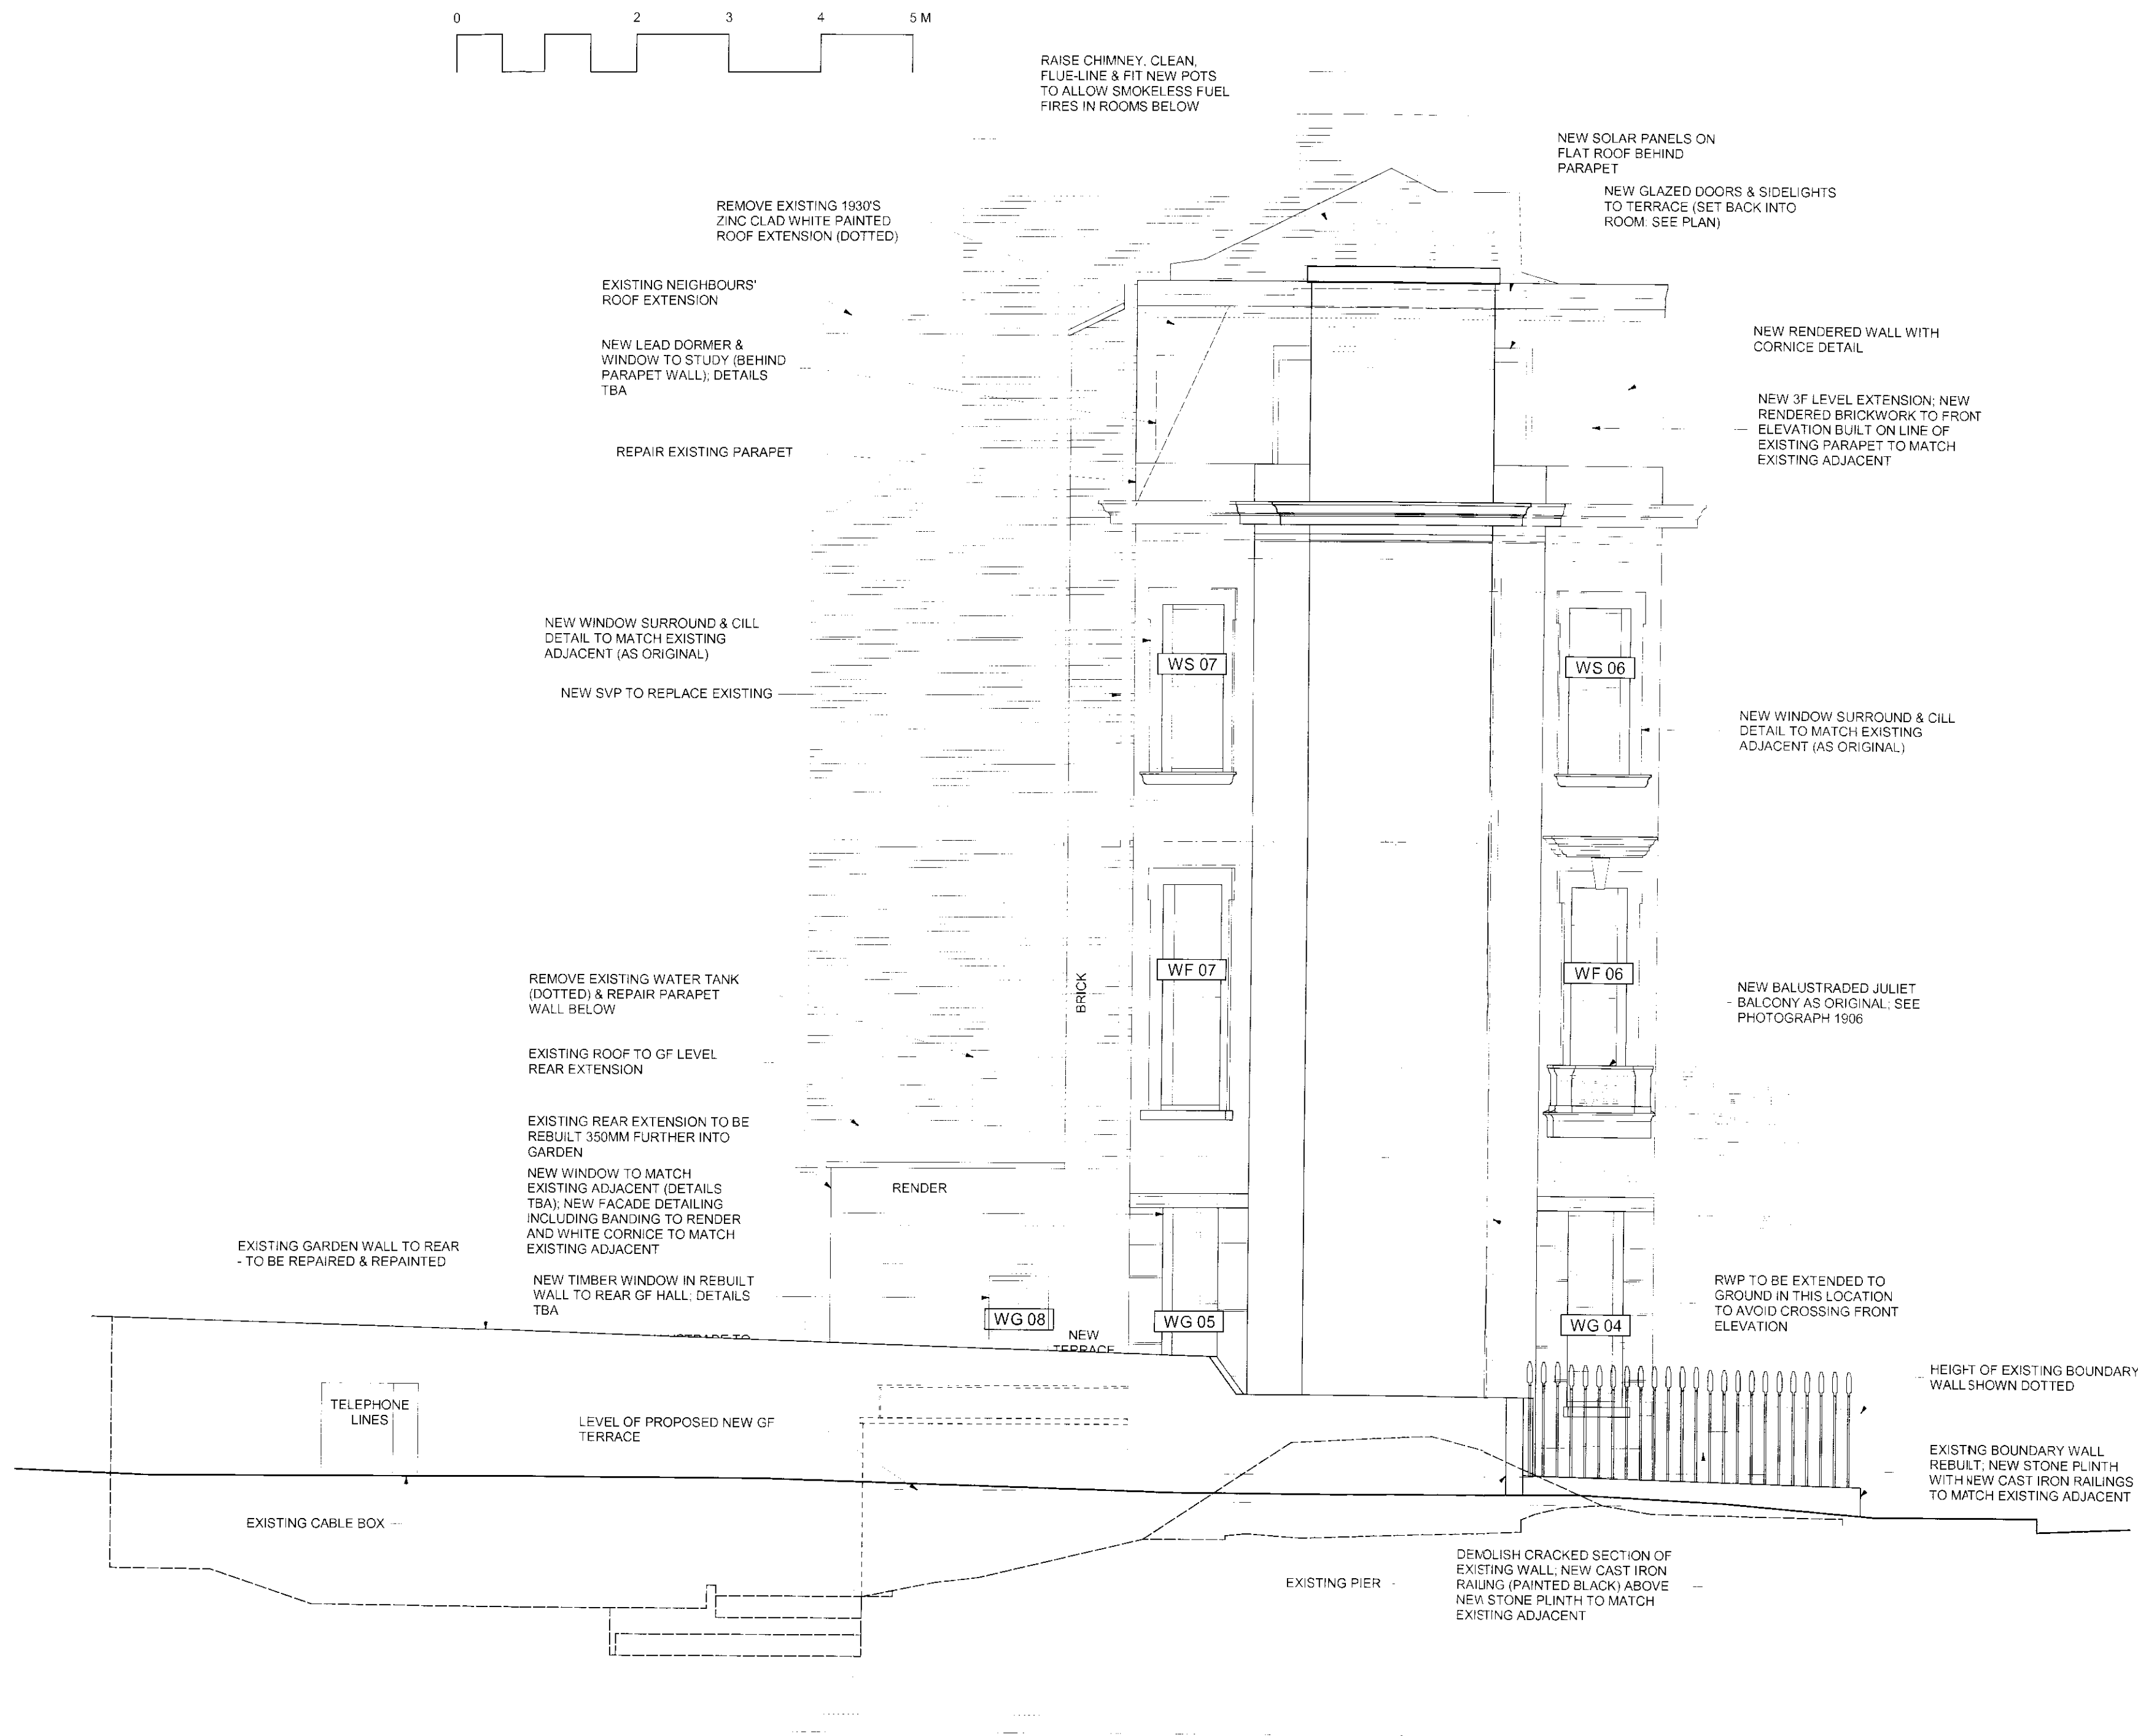 0 2 3 4 5 M
RAISE CHIMNEY, CLEAN,
FLUE-LINE & FIT NEW POTS
TO ALLOW SMOKELESS FUEL
FIRES IN ROOMS BELOW
NEW SOLAR PANELS ON
FLAT ROOF BEHIND
PARAPET
NEW GLAZED DOORS & SIDELIGHTS
TO TERRACE (SET BACK INTO
ROOM: SEE PLAN)
REMOVE EXISTING 1930'S
ZINC CLAD WHITE PAINTED
ROOF EXTENSION (DOTTED)
EXISTING NEIGHBOURS'
ROOF EXTENSION
NEW LEAD DORMER &
WINDOW TO STUDY (BEHIND
PARAPET WALL); DETAILS
TBA
NEW RENDERED WALL WITH
CORNICE DETAIL
NEW 3F LEVEL EXTENSION; NEW
RENDERED BRICKWORK TO FRONT
ELEVATION BUILT ON LINE OF
EXISTING PARAPET TO MATCH
EXISTING ADJACENT
REPAIR EXISTING PARAPET
NEW WINDOW SURROUND & CILL
DETAIL TO MATCH EXISTING
ADJACENT (AS ORIGINAL)
WS 07
WS 06
NEW SVP TO REPLACE EXISTING
NEW WINDOW SURROUND & CILL
DETAIL TO MATCH EXISTING
ADJACENT (AS ORIGINAL)
REMOVE EXISTING WATER TANK
(DOTTED) & REPAIR PARAPET
WALL BELOW
BRICK
WF 07
WF 06
NEW BALUSTRADED JULIET
BALCONY AS ORIGINAL; SEE
PHOTOGRAPH 1906
EXISTING ROOF TO GF LEVEL
REAR EXTENSION
EXISTING REAR EXTENSION TO BE
REBUILT 350MM FURTHER INTO
GARDEN
NEW WINDOW TO MATCH
EXISTING ADJACENT (DETAILS
TBA); NEW FACADE DETAILING
INCLUDING BANDING TO RENDER
AND WHITE CORNICE TO MATCH
EXISTING ADJACENT
RENDER
EXISTING GARDEN WALL TO REAR
- TO BE REPAIRED & REPAINTED
NEW TIMBER WINDOW IN REBUILT
WALL TO REAR GF HALL; DETAILS
TBA
WG 08
WG 05
WG 04
NEW
TERRACE
RWP TO BE EXTENDED TO
GROUND IN THIS LOCATION
TO AVOID CROSSING FRONT
ELEVATION
HEIGHT OF EXISTING BOUNDARY
WALL SHOWN DOTTED
TELEPHONE
LINES
LEVEL OF PROPOSED NEW GF
TERRACE
EXISTNG BOUNDARY WALL
REBUILT; NEW STONE PLINTH
WITH NEW CAST IRON RAILINGS
TO MATCH EXISTING ADJACENT
EXISTING CABLE BOX
EXISTING PIER
DEMOLISH CRACKED SECTION OF
EXISTING WALL; NEW CAST IRON
RAILING (PAINTED BLACK) ABOVE
NEW STONE PLINTH TO MATCH
EXISTING ADJACENT